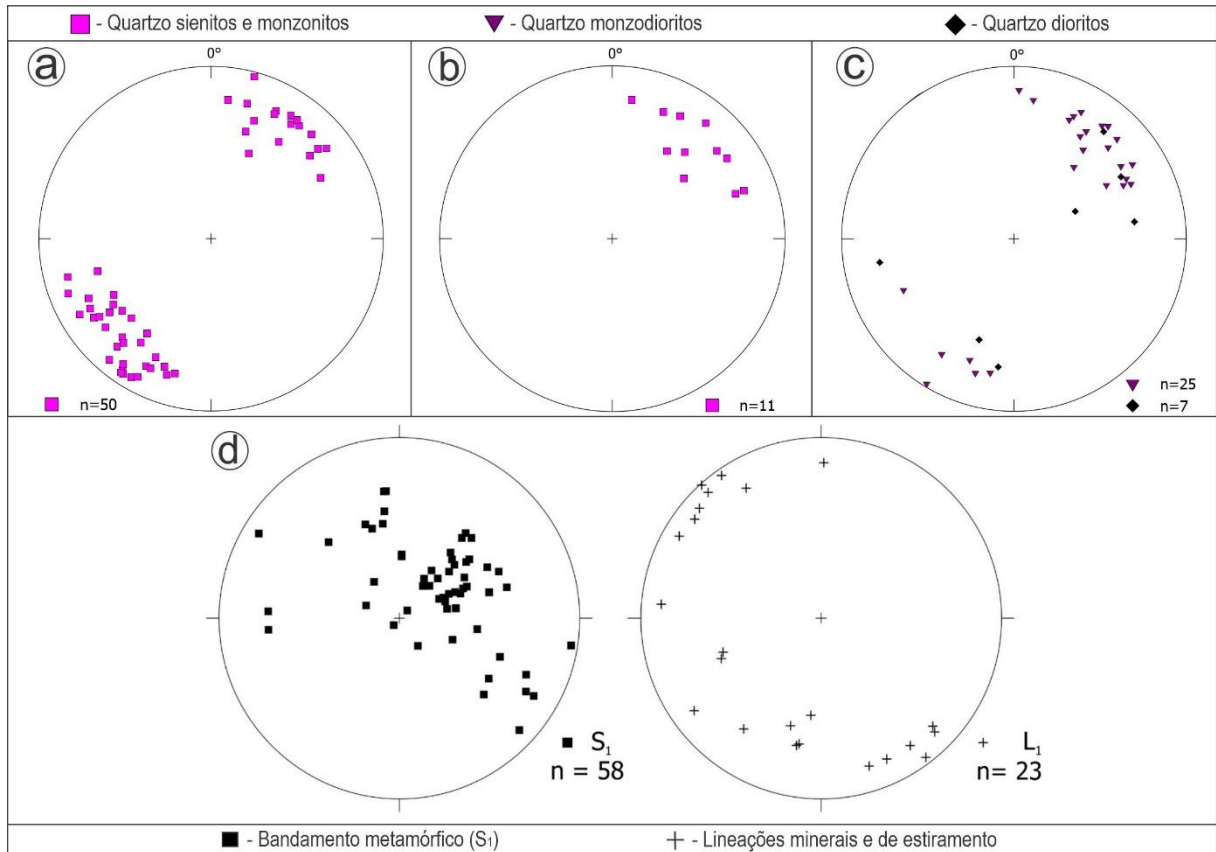 - Quartzo sienitos e monzonitos
- Quartzo monzodioritos
- Quartzo dioritos
a
0°
n=50
b
0°
n=11
c
0°
n=25
n=7
d
S₁
n = 58
L₁
n= 23
- Bandamento metamórfico (S₁)
- Lineações minerais e de estiramento